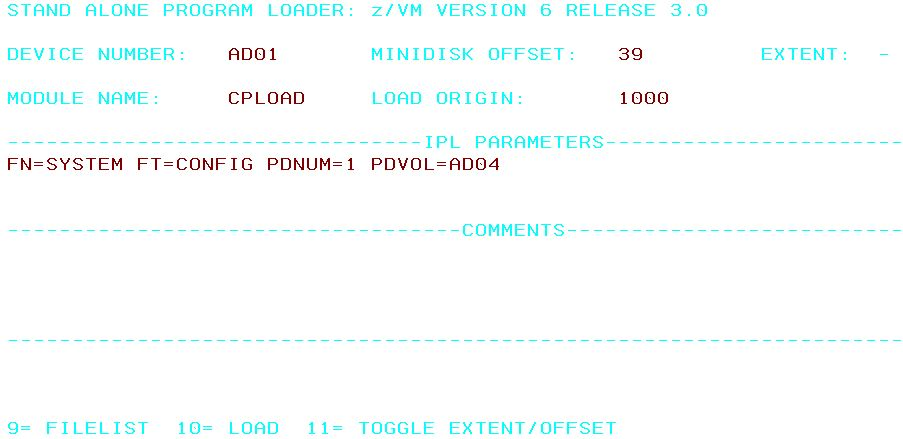 STAND ALONE PROGRAM LOADER: z/VM VERSION 6 RELEASE 3.0
DEVICE NUMBER: AD01 MINIDISK OFFSET: 39 EXTENT: -
MODULE NAME: CPLOAD LOAD ORIGIN: 1000
--------------------------------IPL PARAMETERS-----------------------
FN=SYSTEM FT=CONFIG PDNUM=1 PDVOL=AD04
-----------------------------------COMMENTS--------------------------
---------------------------------------------------------------------
9= FILELIST 10= LOAD 11= TOGGLE EXTENT/OFFSET